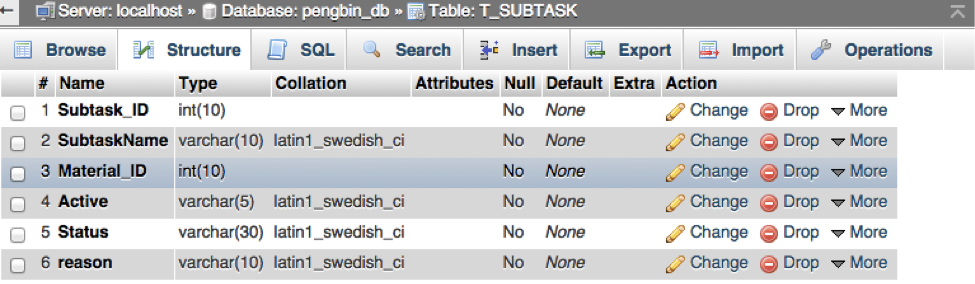 Server: localhost » Database: pengbin_db » Table: T_SUBTASK
Browse Structure SQL Search Insert Export Import Operations
# Name Type Collation Attributes Null Default Extra Action
1 Subtask_ID int(10) No None Change Drop More
2 SubtaskName varchar(10) latin1_swedish_ci No None Change Drop More
3 Material_ID int(10) No None Change Drop More
4 Active varchar(5) latin1_swedish_ci No None Change Drop More
5 Status varchar(30) latin1_swedish_ci No None Change Drop More
6 reason varchar(10) latin1_swedish_ci No None Change Drop More